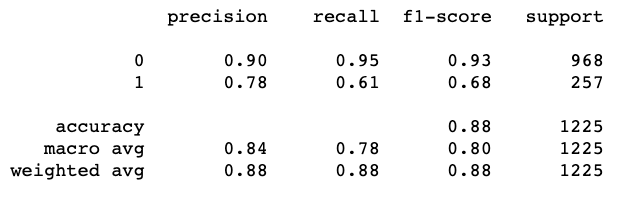 precision recall f1-score support
0 0.90 0.95 0.93 968
1 0.78 0.61 0.68 257
accuracy 0.88 1225
macro avg 0.84 0.78 0.80 1225
weighted avg 0.88 0.88 0.88 1225